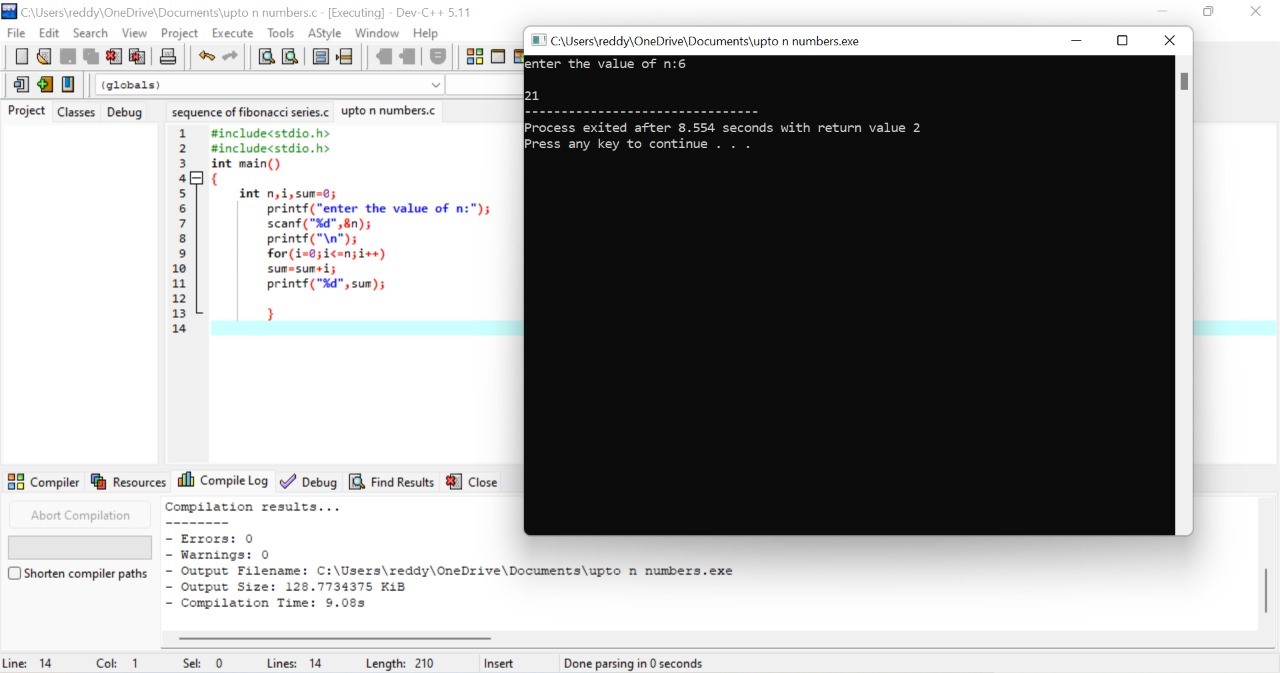 C:\Users\reddy\OneDrive\Documents\upto n numbers.c - [Executing] - Dev-C++ 5.11
File Edit Search View Project Execute Tools AStyle Window Help
(globals)
Project Classes Debug
sequence of fibonacci series.c upto n numbers.c
1 #include<stdio.h>
2 #include<stdio.h>
3 int main()
4 {
5 int n,i,sum=0;
6 printf("enter the value of n:");
7 scanf("%d",&n);
8 printf("\n");
9 for(i=0;i<=n;i++)
10 sum=sum+i;
11 printf("%d",sum);
12
13 }
14
C:\Users\reddy\OneDrive\Documents\upto n numbers.exe
enter the value of n:6
21
--------------------------------
Process exited after 8.554 seconds with return value 2
Press any key to continue . . .
Compiler Resources Compile Log Debug Find Results Close
Abort Compilation
Shorten compiler paths
Compilation results...
--------
- Errors: 0
- Warnings: 0
- Output Filename: C:\Users\reddy\OneDrive\Documents\upto n numbers.exe
- Output Size: 128.7734375 KiB
- Compilation Time: 9.08s
Line: 14 Col: 1 Sel: 0 Lines: 14 Length: 210 Insert Done parsing in 0 seconds